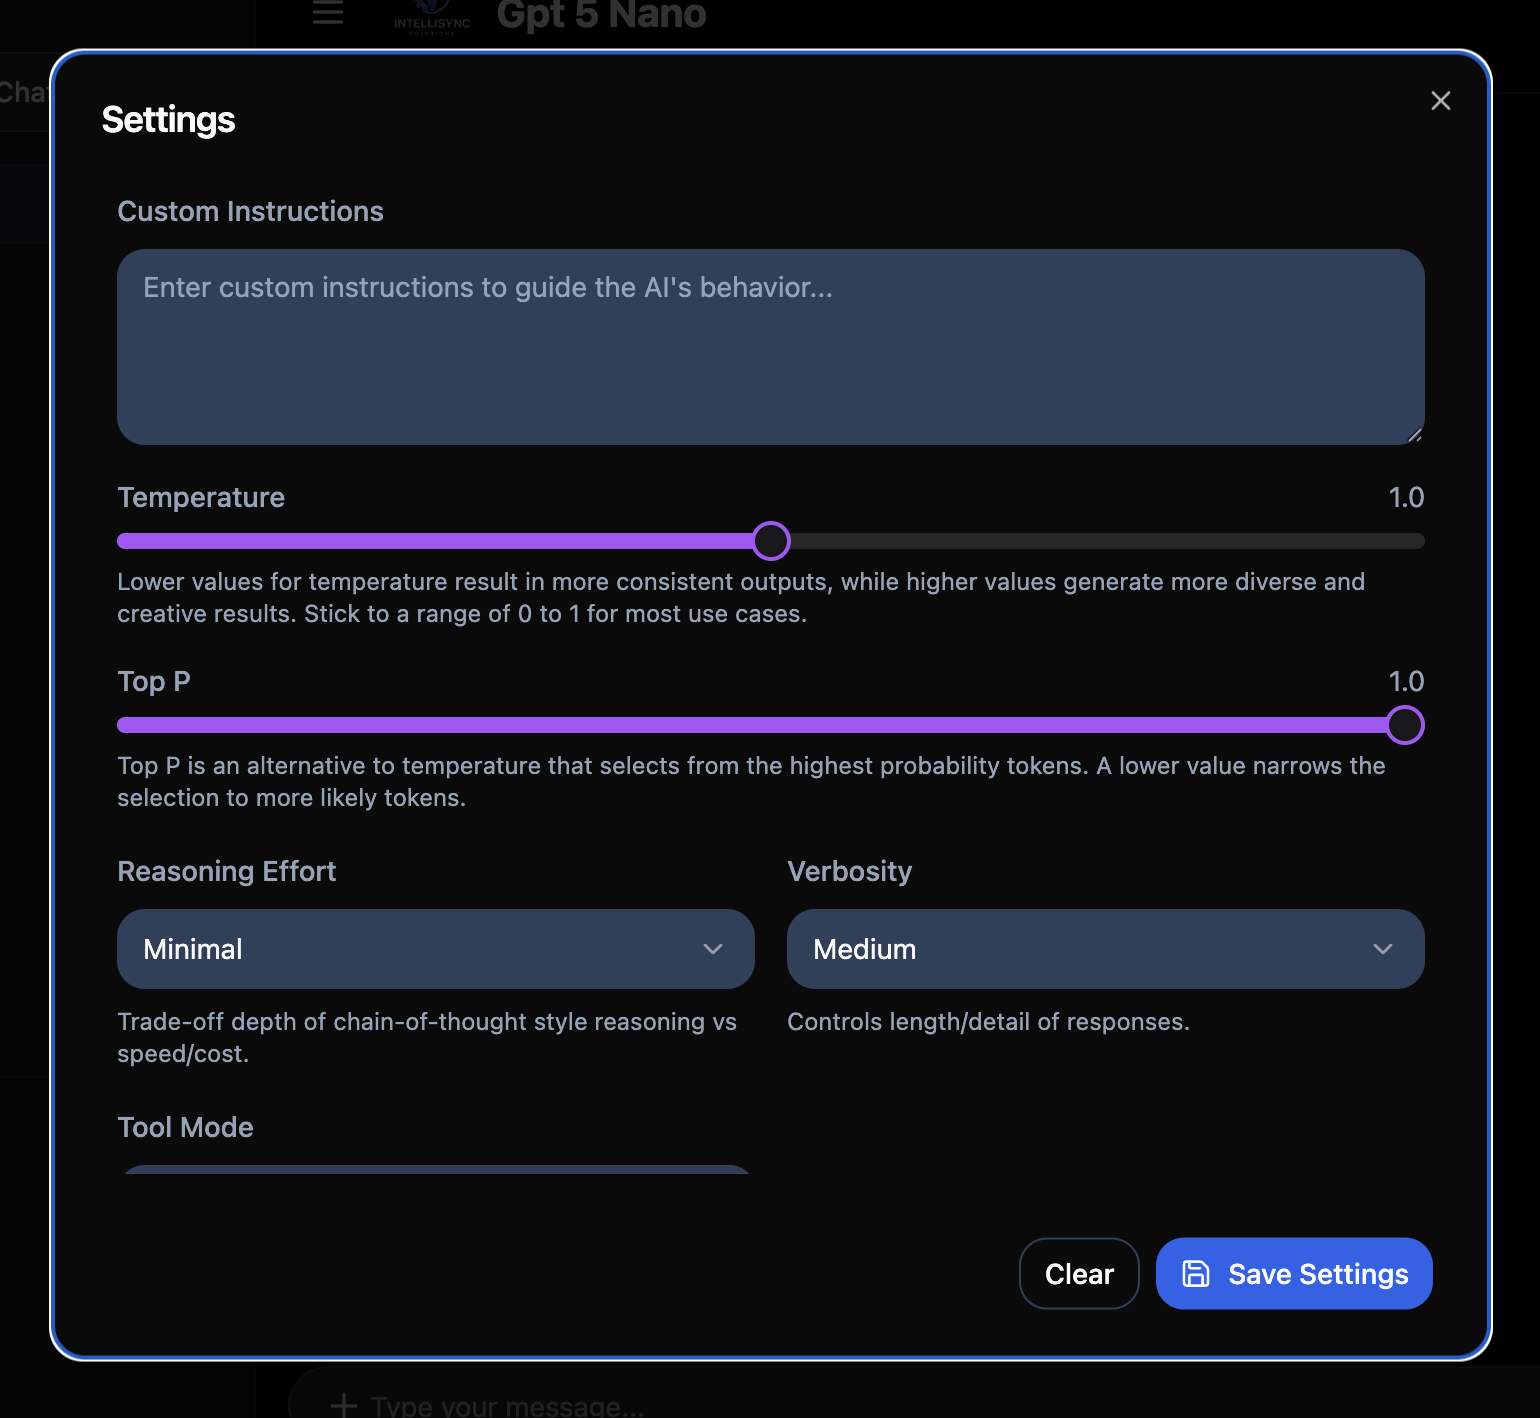 INTELLISYNC
SOLUTIONS
Gpt 5 Nano
Chat
Settings
Custom Instructions
Enter custom instructions to guide the AI's behavior...
Temperature
1.0
Lower values for temperature result in more consistent outputs, while higher values generate more diverse and
creative results. Stick to a range of 0 to 1 for most use cases.
Top P
1.0
Top P is an alternative to temperature that selects from the highest probability tokens. A lower value narrows the
selection to more likely tokens.
Reasoning Effort
Verbosity
Minimal
Medium
Trade-off depth of chain-of-thought style reasoning vs
speed/cost.
Controls length/detail of responses.
Tool Mode
Clear
Save Settings
Type your message...